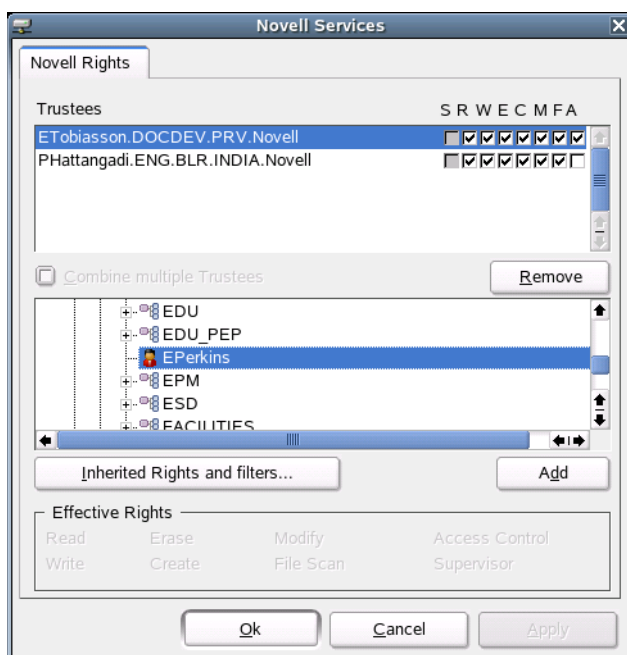 Novell Services
Novell Rights
Trustees S R W E C M F A
ETobiasson.DOCDEV.PRV.Novell
PHattangadi.ENG.BLR.INDIA.Novell
Combine multiple Trustees
Remove
EDU
EDU_PEP
EPerkins
EPM
ESD
FACILITIES
Inherited Rights and filters...
Add
Effective Rights
Read Erase Modify Access Control
Write Create File Scan Supervisor
Ok Cancel Apply